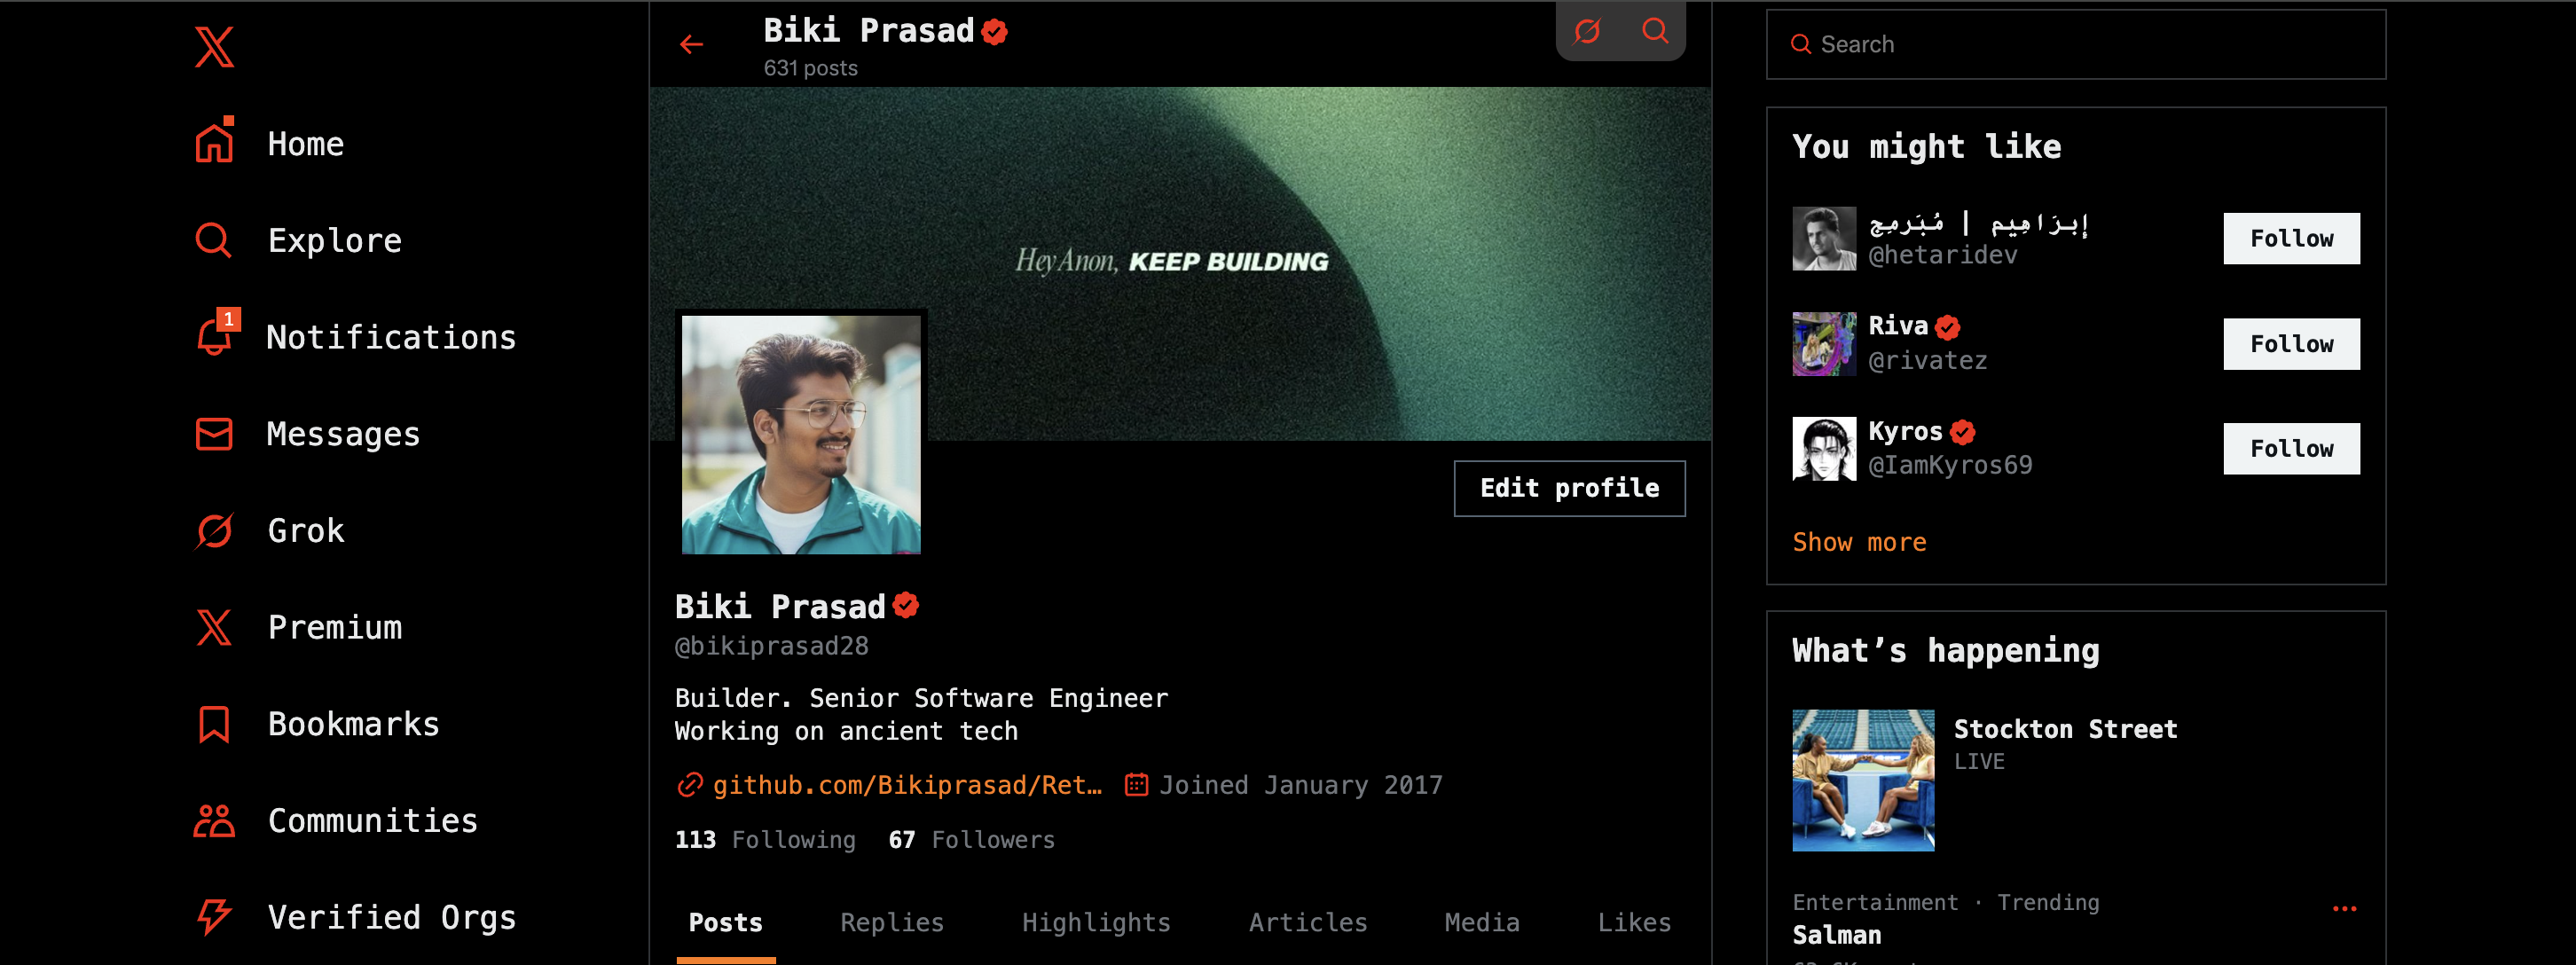 Home
Explore
1
Notifications
Messages
Grok
Premium
Bookmarks
Communities
Verified Orgs
Biki Prasad
631 posts
Hey Anon, KEEP BUILDING
Edit profile
Biki Prasad
@bikiprasad28
Builder. Senior Software Engineer
Working on ancient tech
github.com/Bikiprasad/Ret… Joined January 2017
113 Following 67 Followers
Posts Replies Highlights Articles Media Likes
Search
You might like
إبرَاهِيم | مُبَرمِج
@hetaridev
Follow
Riva
@rivatez
Follow
Kyros
@IamKyros69
Follow
Show more
What’s happening
Stockton Street
LIVE
Entertainment · Trending
Salman